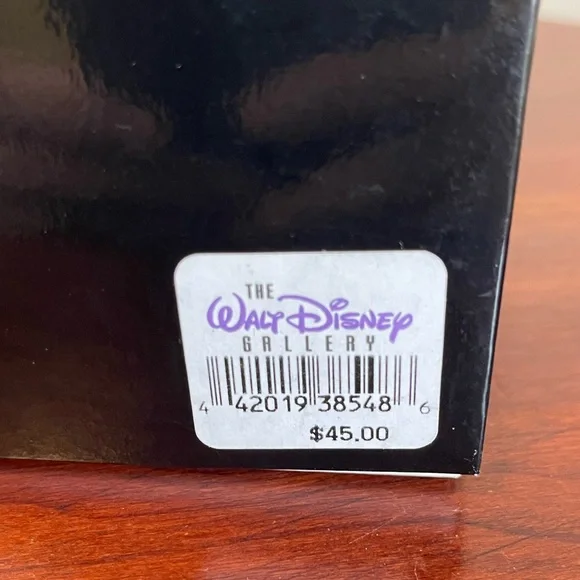 THE
WALT DISNEY
GALLERY
4 42019 38548 6
$45.00